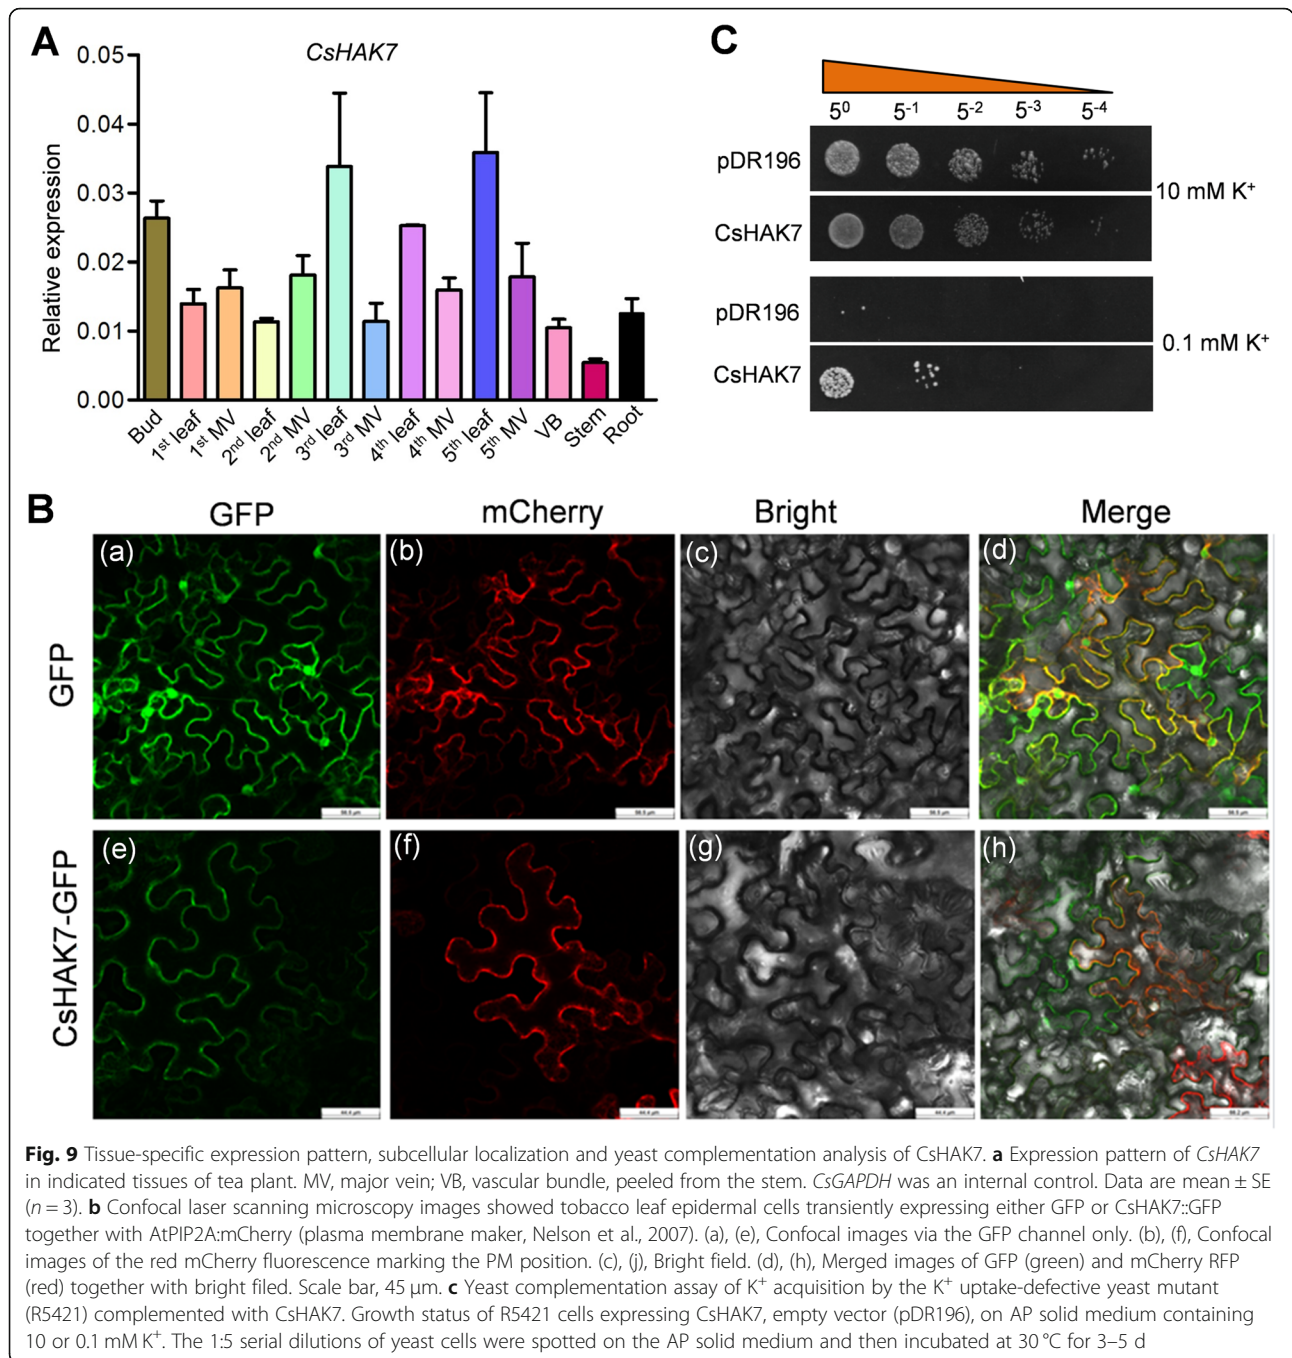 A
CsHAK7
Relative expression
0.05
0.04
0.03
0.02
0.01
0.00
Bud
1st leaf
1st MV
2nd leaf
2nd MV
3rd leaf
3rd MV
4th leaf
4th MV
5th leaf
5th MV
VB
Stem
Root
C
5⁰ 5⁻¹ 5⁻² 5⁻³ 5⁻⁴
pDR196
CsHAK7
10 mM K⁺
pDR196
CsHAK7
0.1 mM K⁺
B
GFP mCherry Bright Merge
GFP
(a) (b) (c) (d)
CsHAK7-GFP
(e) (f) (g) (h)
44.4 µm 44.4 µm 44.4 µm
Fig. 9 Tissue-specific expression pattern, subcellular localization and yeast complementation analysis of CsHAK7. a Expression pattern of CsHAK7
in indicated tissues of tea plant. MV, major vein; VB, vascular bundle, peeled from the stem. CsGAPDH was an internal control. Data are mean ± SE
(n = 3). b Confocal laser scanning microscopy images showed tobacco leaf epidermal cells transiently expressing either GFP or CsHAK7::GFP
together with AtPIP2A:mCherry (plasma membrane maker, Nelson et al., 2007). (a), (e), Confocal images via the GFP channel only. (b), (f), Confocal
images of the red mCherry fluorescence marking the PM position. (c), (j), Bright field. (d), (h), Merged images of GFP (green) and mCherry RFP
(red) together with bright filed. Scale bar, 45 μm. c Yeast complementation assay of K⁺ acquisition by the K⁺ uptake-defective yeast mutant
(R5421) complemented with CsHAK7. Growth status of R5421 cells expressing CsHAK7, empty vector (pDR196), on AP solid medium containing
10 or 0.1 mM K⁺. The 1:5 serial dilutions of yeast cells were spotted on the AP solid medium and then incubated at 30 °C for 3–5 d